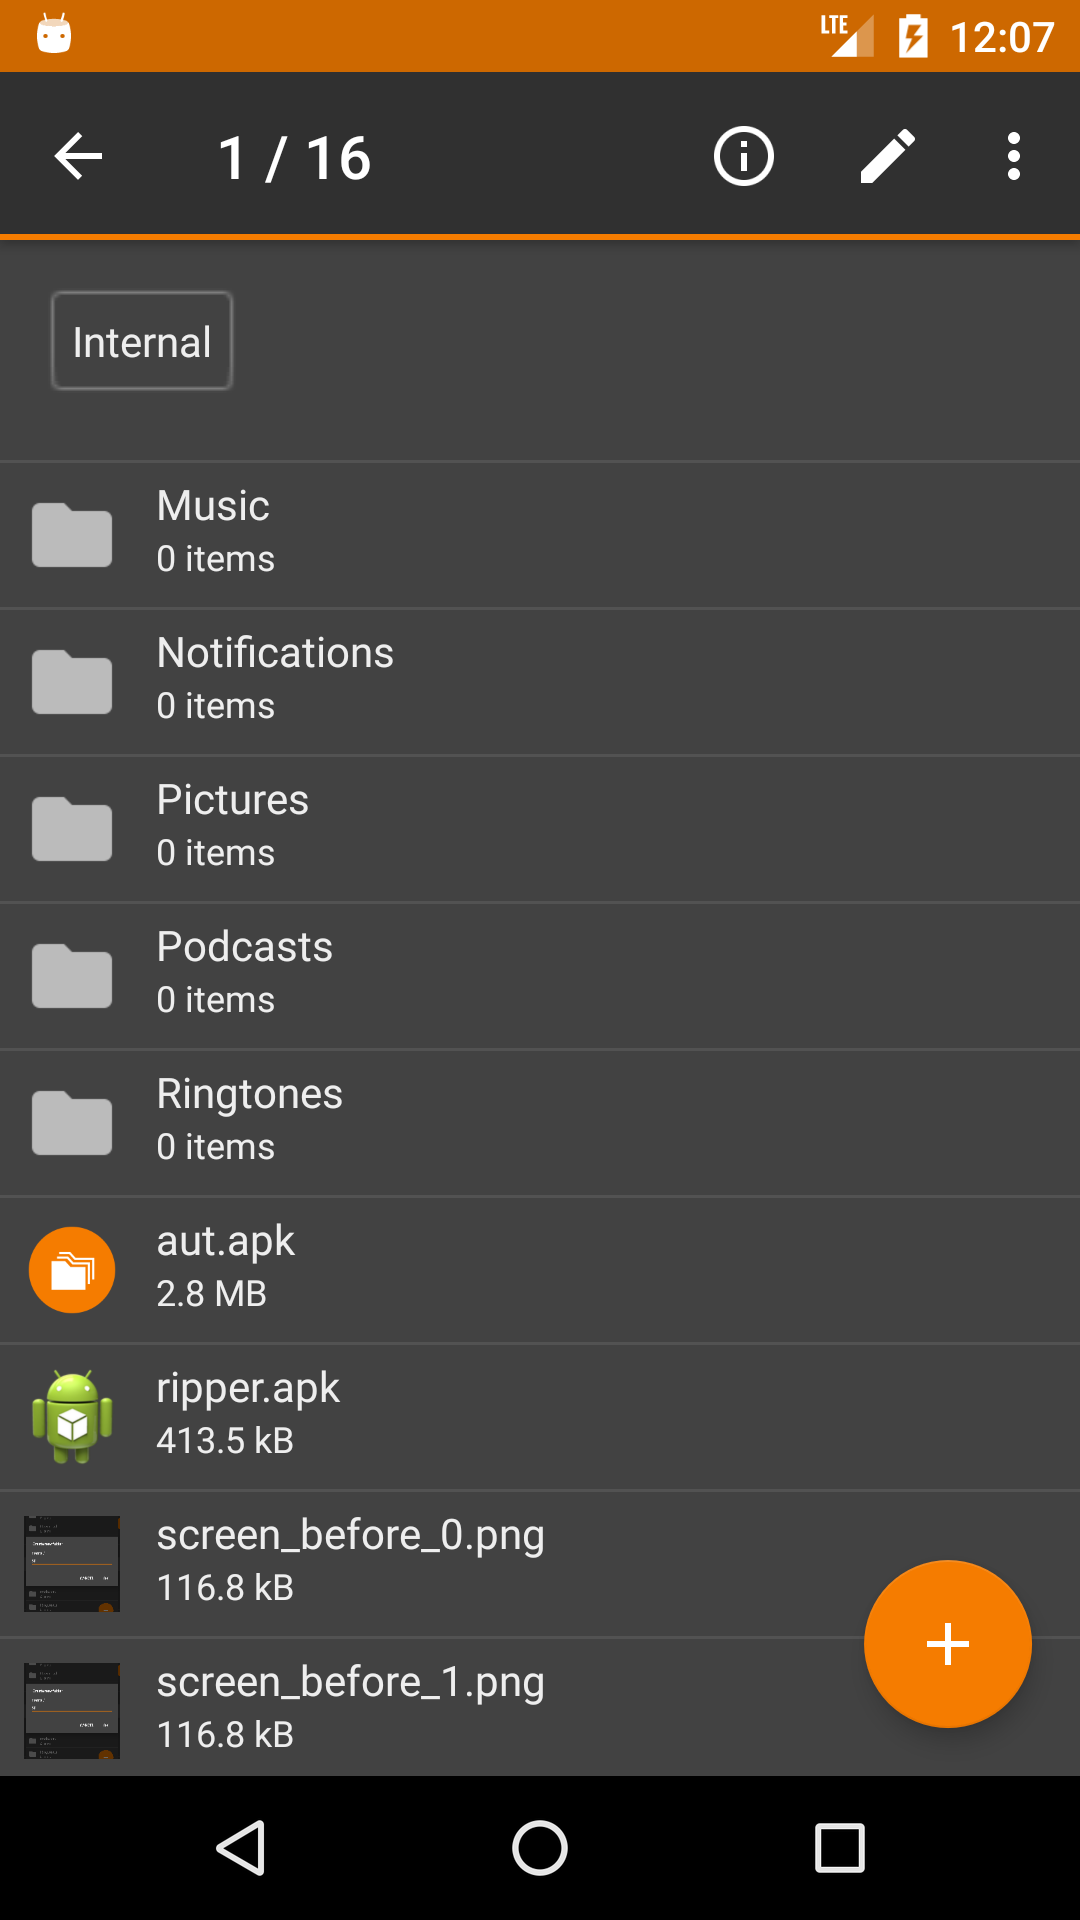 LTE 12:07
1 / 16
Internal
Music
0 items
Notifications
0 items
Pictures
0 items
Podcasts
0 items
Ringtones
0 items
aut.apk
2.8 MB
ripper.apk
413.5 kB
screen_before_0.png
116.8 kB
screen_before_1.png
116.8 kB